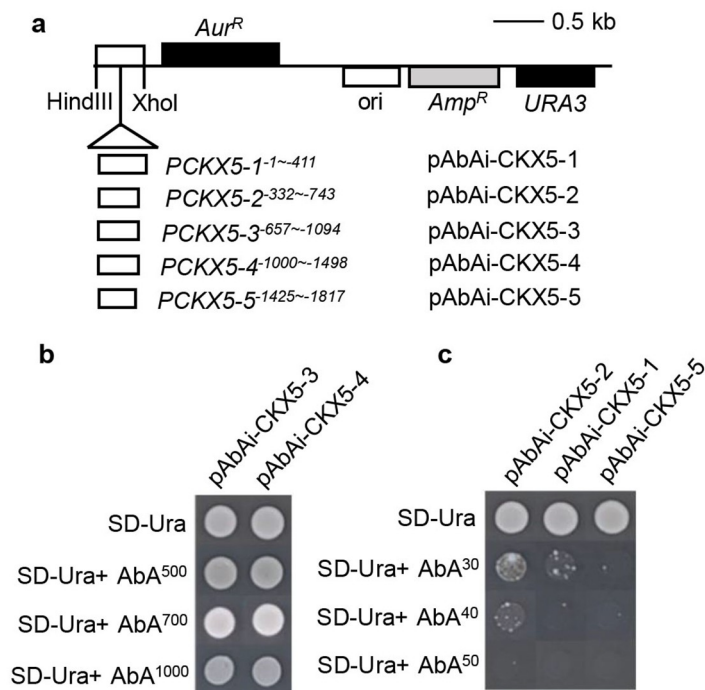 a
Aur^R
0.5 kb
HindIII XhoI
ori Amp^R URA3
PCKX5-1^-1~-411 pAbAi-CKX5-1
PCKX5-2^-332~-743 pAbAi-CKX5-2
PCKX5-3^-657~-1094 pAbAi-CKX5-3
PCKX5-4^-1000~-1498 pAbAi-CKX5-4
PCKX5-5^-1425~-1817 pAbAi-CKX5-5
b
pAbAi-CKX5-3
pAbAi-CKX5-4
SD-Ura
SD-Ura+ AbA^500
SD-Ura+ AbA^700
SD-Ura+ AbA^1000
c
pAbAi-CKX5-2
pAbAi-CKX5-1
pAbAi-CKX5-5
SD-Ura
SD-Ura+ AbA^30
SD-Ura+ AbA^40
SD-Ura+ AbA^50